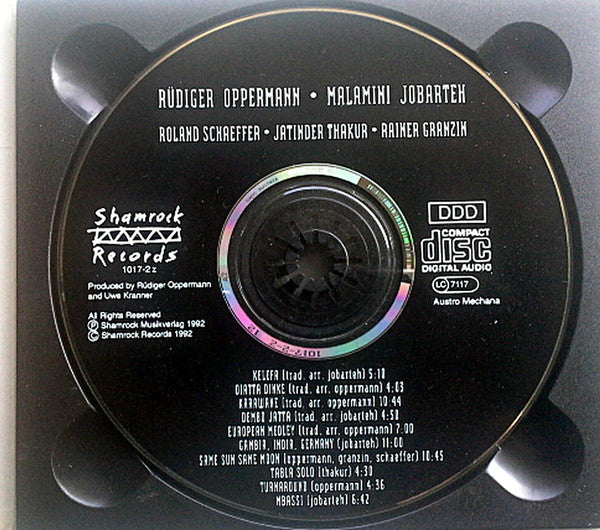 RÜDIGER OPPERMANN • MALAMINI JOBARTEH
ROLAND SCHAEFFER • JATINDER THAKUR • RAINER GRANZIN
Shamrock
Records
1017-2 z
Produced by Rüdiger Oppermann
and Uwe Kranner
All Rights Reserved
Ⓟ Shamrock Musikverlag 1992
Ⓒ Shamrock Records 1992
DDD
COMPACT
disc
DIGITAL AUDIO
LC 7117
Austro Mechana
KELEFA (trad. arr. jobarteh) 5:18
DIATTA DINKE (trad. arr. oppermann) 4:03
KARAWANE (trad. arr. oppermann) 10:44
DEMBO JATTA (trad. arr. jobarteh) 4:50
EUROPEAN MEDLEY (trad. arr. oppermann) 7:00
GAMBIA, INDIA, GERMANY (jobarteh) 11:00
SAME SUN SAME MOON (oppermann, granzin, schaeffer) 10:45
TABLA SOLO (thakur) 4:30
TURNAROUND (oppermann) 4:36
MBASSI (jobarteh) 6:42